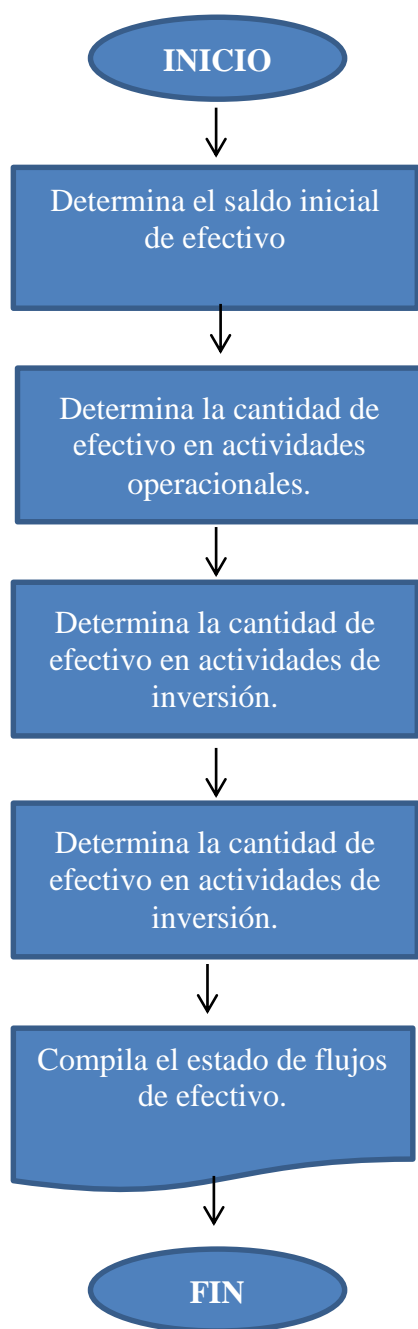 INICIO
Determina el saldo inicial
de efectivo
Determina la cantidad de
efectivo en actividades
operacionales.
Determina la cantidad de
efectivo en actividades de
inversión.
Determina la cantidad de
efectivo en actividades de
inversión.
Compila el estado de flujos
de efectivo.
FIN